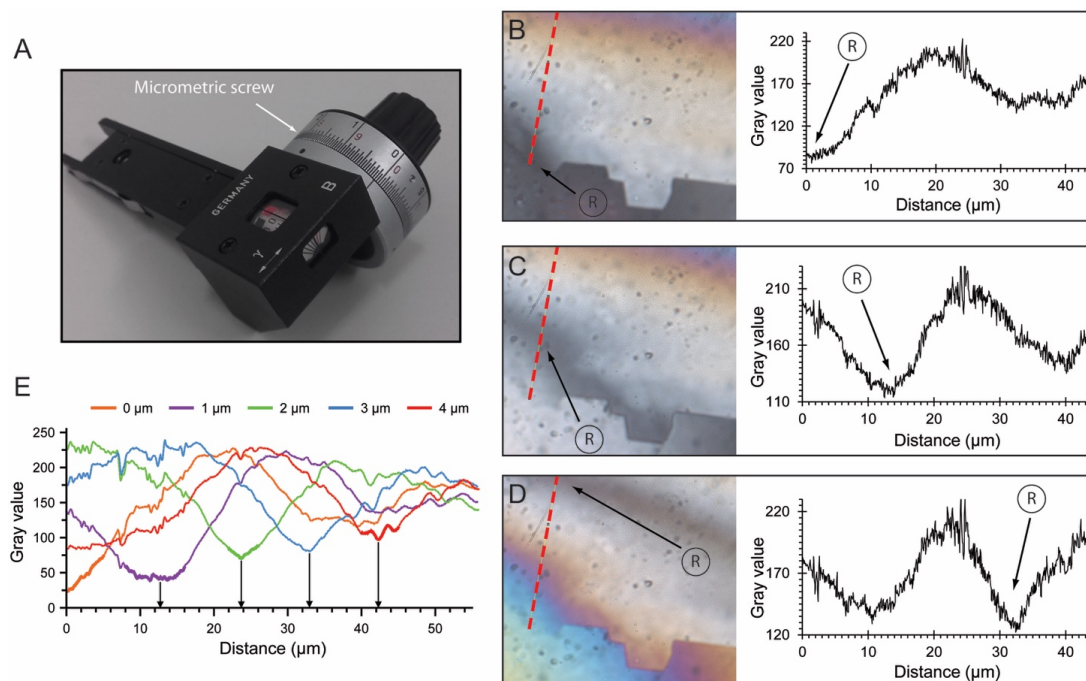 A
Micrometric screw
GERMANY
B
γ
B
R
R
Gray value
220
170
120
70
0 10 20 30 40
Distance (µm)
C
R
R
Gray value
210
160
110
0 10 20 30 40
Distance (µm)
D
R
R
Gray value
220
170
120
0 10 20 30 40
Distance (µm)
E
0 µm 1 µm 2 µm 3 µm 4 µm
Gray value
250
200
150
100
50
0
0 10 20 30 40 50
Distance (µm)